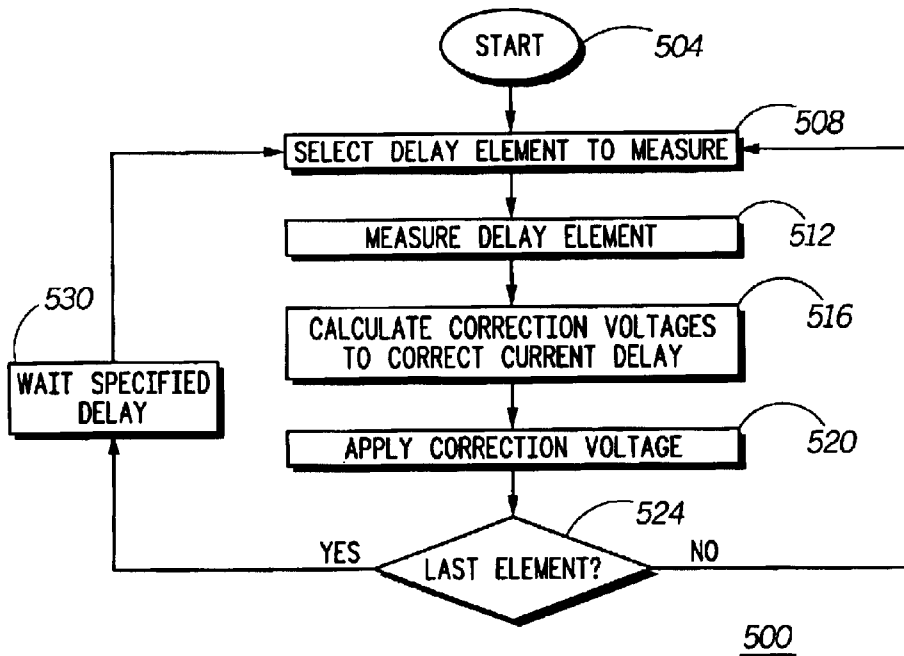 START
504
508
SELECT DELAY ELEMENT TO MEASURE
MEASURE DELAY ELEMENT
512
530
516
CALCULATE CORRECTION VOLTAGES
TO CORRECT CURRENT DELAY
WAIT SPECIFIED
DELAY
APPLY CORRECTION VOLTAGE
520
524
YES
NO
LAST ELEMENT?
500